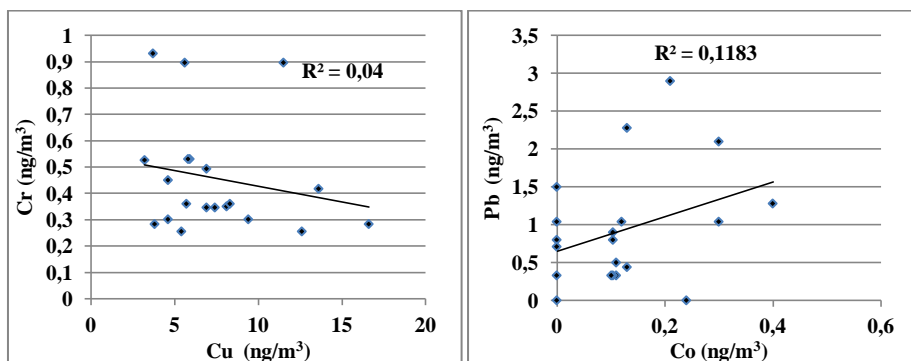 1
0,9
0,8
0,7
0,6
0,5
0,4
0,3
0,2
0,1
0
Cr (ng/m³)
R² = 0,04
0 5 10 15 20
Cu (ng/m³)
3,5
3
2,5
2
1,5
1
0,5
0
Pb (ng/m³)
R² = 0,1183
0 0,2 0,4 0,6
Co (ng/m³)